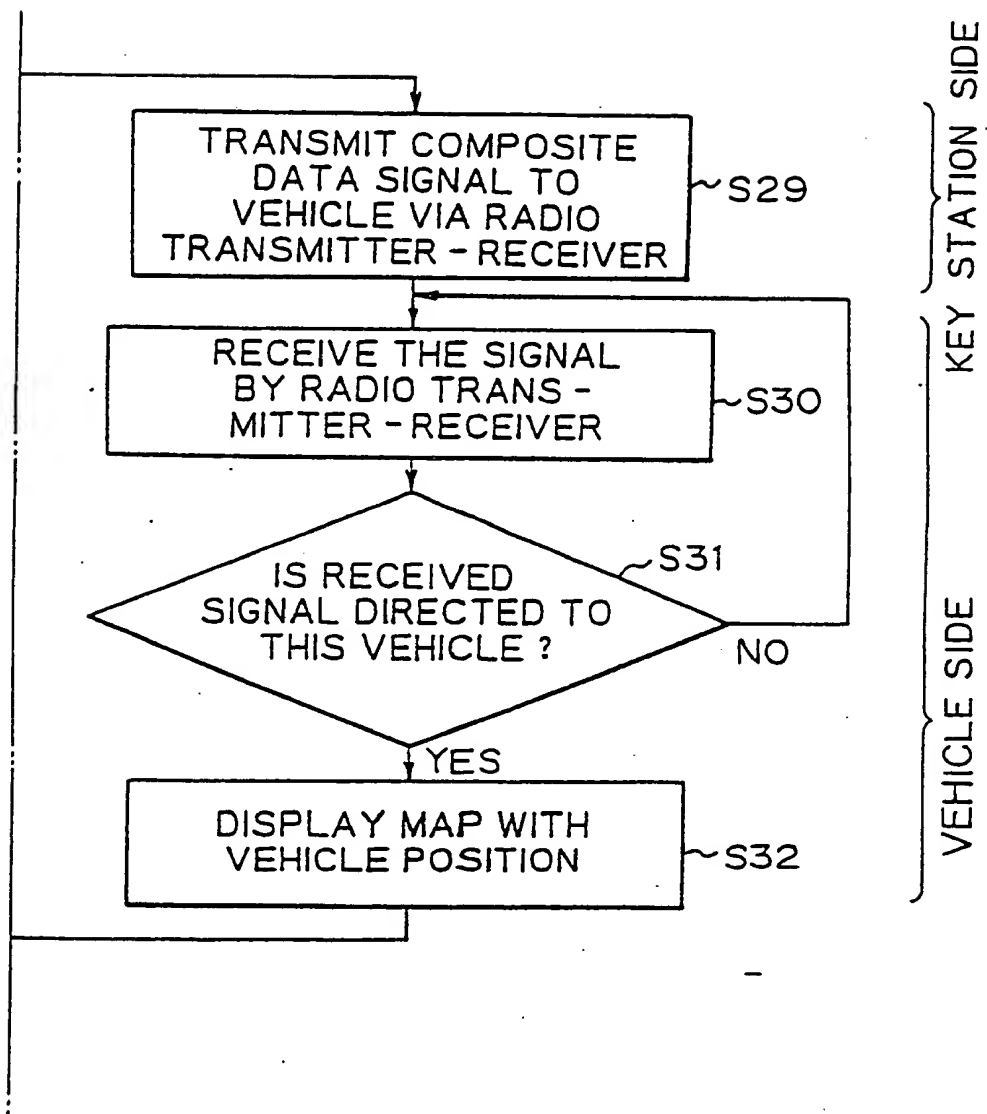 TRANSMIT COMPOSITE
DATA SIGNAL TO
VEHICLE VIA RADIO
TRANSMITTER - RECEIVER
S29
KEY STATION SIDE
RECEIVE THE SIGNAL
BY RADIO TRANS -
MITTER - RECEIVER
S30
IS RECEIVED
SIGNAL DIRECTED TO
THIS VEHICLE ?
S31
NO
VEHICLE SIDE
YES
DISPLAY MAP WITH
VEHICLE POSITION
S32